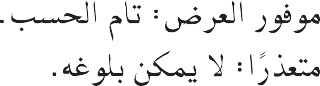 موفور العرض: تام الحسب.
متعذرًا: لا يمكن بلوغه.